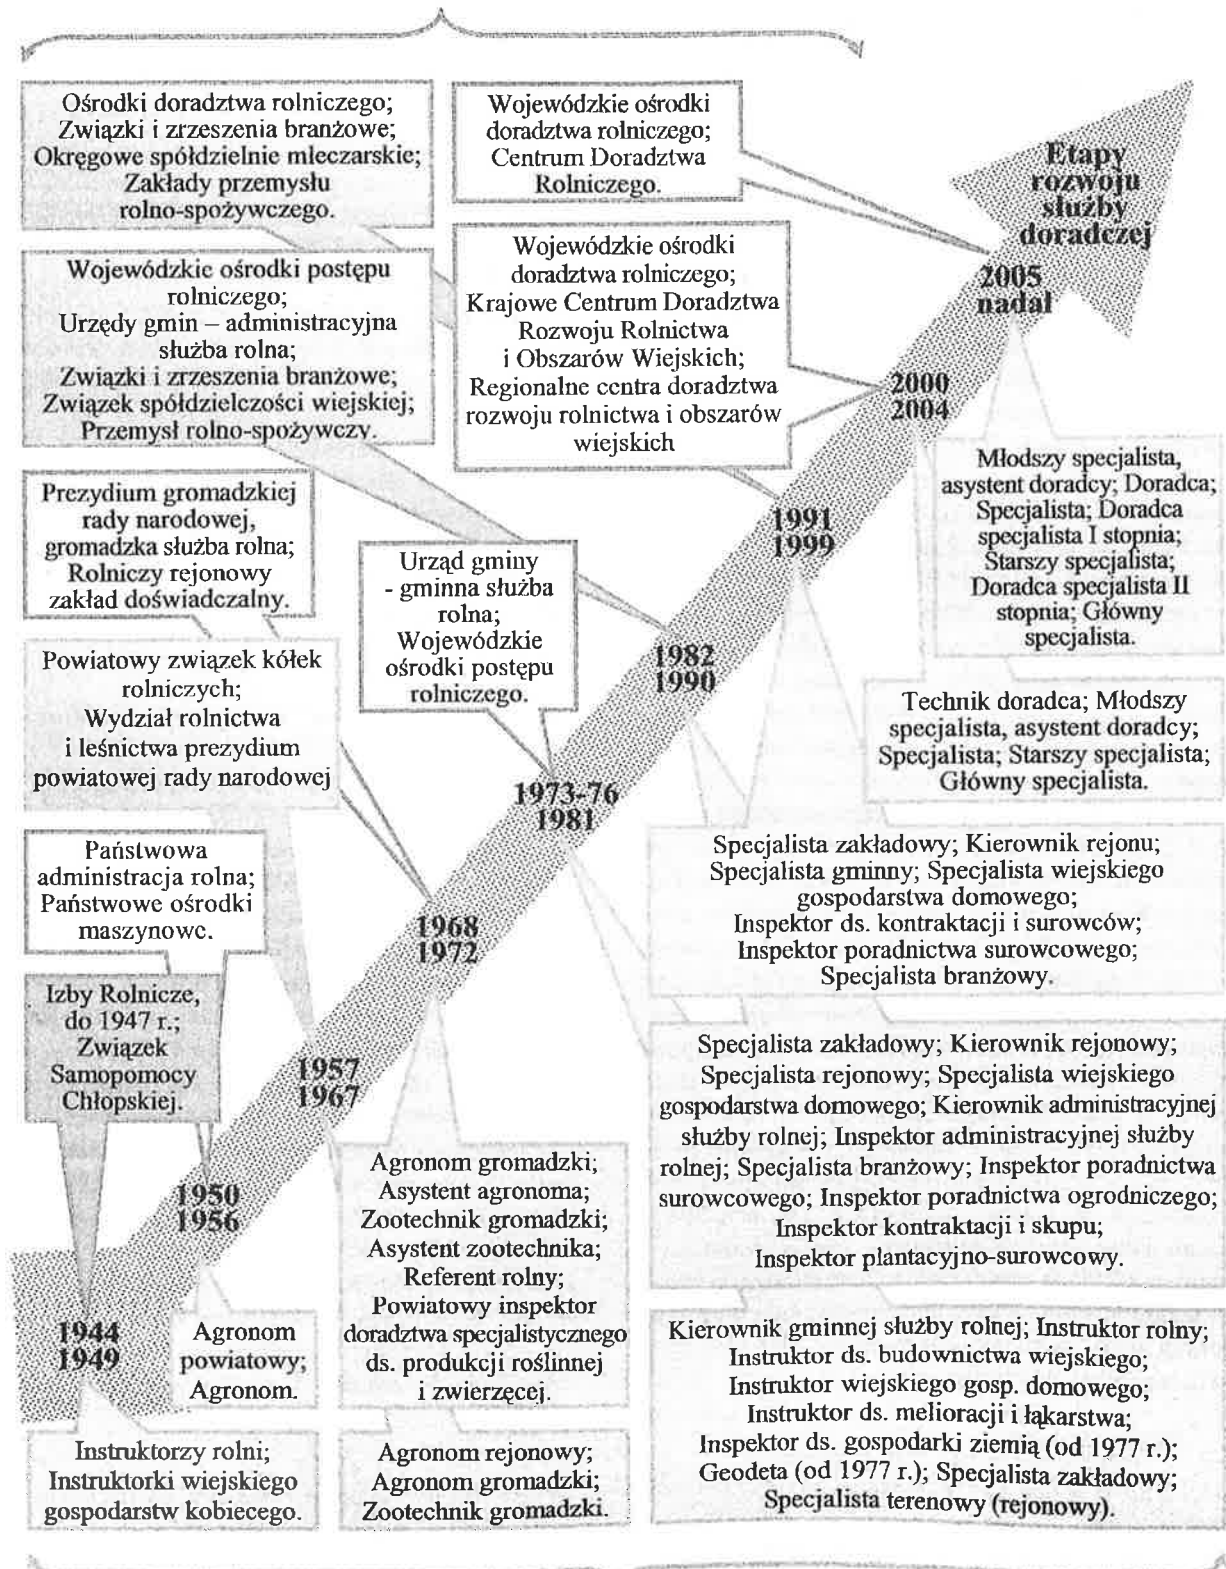 Ośrodki doradztwa rolniczego;
Związki i zrzeszenia branżowe;
Okręgowe spółdzielnie mleczarskie;
Zakłady przemysłu
rolno-spożywczego.
Wojewódzkie ośrodki
doradztwa rolniczego;
Centrum Doradztwa
Rolniczego.
Etapy
rozwoju
służby
doradczej
2005
nadal
Wojewódzkie ośrodki postępu
rolniczego;
Urzędy gmin – administracyjna
służba rolna;
Związki i zrzeszenia branżowe;
Związek spółdzielczości wiejskiej;
Przemysł rolno-spożywczy.
Wojewódzkie ośrodki
doradztwa rolniczego;
Krajowe Centrum Doradztwa
Rozwoju Rolnictwa
i Obszarów Wiejskich;
Regionalne centra doradztwa
rozwoju rolnictwa i obszarów
wiejskich
2000
2004
Prezydium gromadzkiej
rady narodowej,
gromadzka służba rolna;
Rolniczy rejonowy
zakład doświadczalny.
Urząd gminy
- gminna służba
rolna;
Wojewódzkie
ośrodki postępu
rolniczego.
1991
1999
Młodszy specjalista,
asystent doradcy; Doradca;
Specjalista; Doradca
specjalista I stopnia;
Starszy specjalista;
Doradca specjalista II
stopnia; Główny
specjalista.
Powiatowy związek kółek
rolniczych;
Wydział rolnictwa
i leśnictwa prezydium
powiatowej rady narodowej
1982
1990
Technik doradca; Młodszy
specjalista, asystent doradcy;
Specjalista; Starszy specjalista;
Główny specjalista.
1973-76
1981
Państwowa
administracja rolna;
Państwowe ośrodki
maszynowe.
1968
1972
Specjalista zakładowy; Kierownik rejonu;
Specjalista gminny; Specjalista wiejskiego
gospodarstwa domowego;
Inspektor ds. kontraktacji i surowców;
Inspektor poradnictwa surowcowego;
Specjalista branżowy.
Izby Rolnicze,
do 1947 r.;
Związek
Samopomocy
Chłopskiej.
1957
1967
Specjalista zakładowy; Kierownik rejonowy;
Specjalista rejonowy; Specjalista wiejskiego
gospodarstwa domowego; Kierownik administracyjnej
służby rolnej; Inspektor administracyjnej służby
rolnej; Specjalista branżowy; Inspektor poradnictwa
surowcowego; Inspektor poradnictwa ogrodniczego;
Inspektor kontraktacji i skupu;
Inspektor plantacyjno-surowcowy.
1950
1956
Agronom gromadzki;
Asystent agronoma;
Zootechnik gromadzki;
Asystent zootechnika;
Referent rolny;
Powiatowy inspektor
doradztwa specjalistycznego
ds. produkcji roślinnej
i zwierzęcej.
1944
1949
Agronom
powiatowy;
Agronom.
Kierownik gminnej służby rolnej; Instruktor rolny;
Instruktor ds. budownictwa wiejskiego;
Instruktor wiejskiego gosp. domowego;
Instruktor ds. melioracji i łąkarstwa;
Inspektor ds. gospodarki ziemią (od 1977 r.);
Geodeta (od 1977 r.); Specjalista zakładowy;
Specjalista terenowy (rejonowy).
Instruktorzy rolni;
Instruktorki wiejskiego
gospodarstw kobiecego.
Agronom rejonowy;
Agronom gromadzki;
Zootechnik gromadzki.